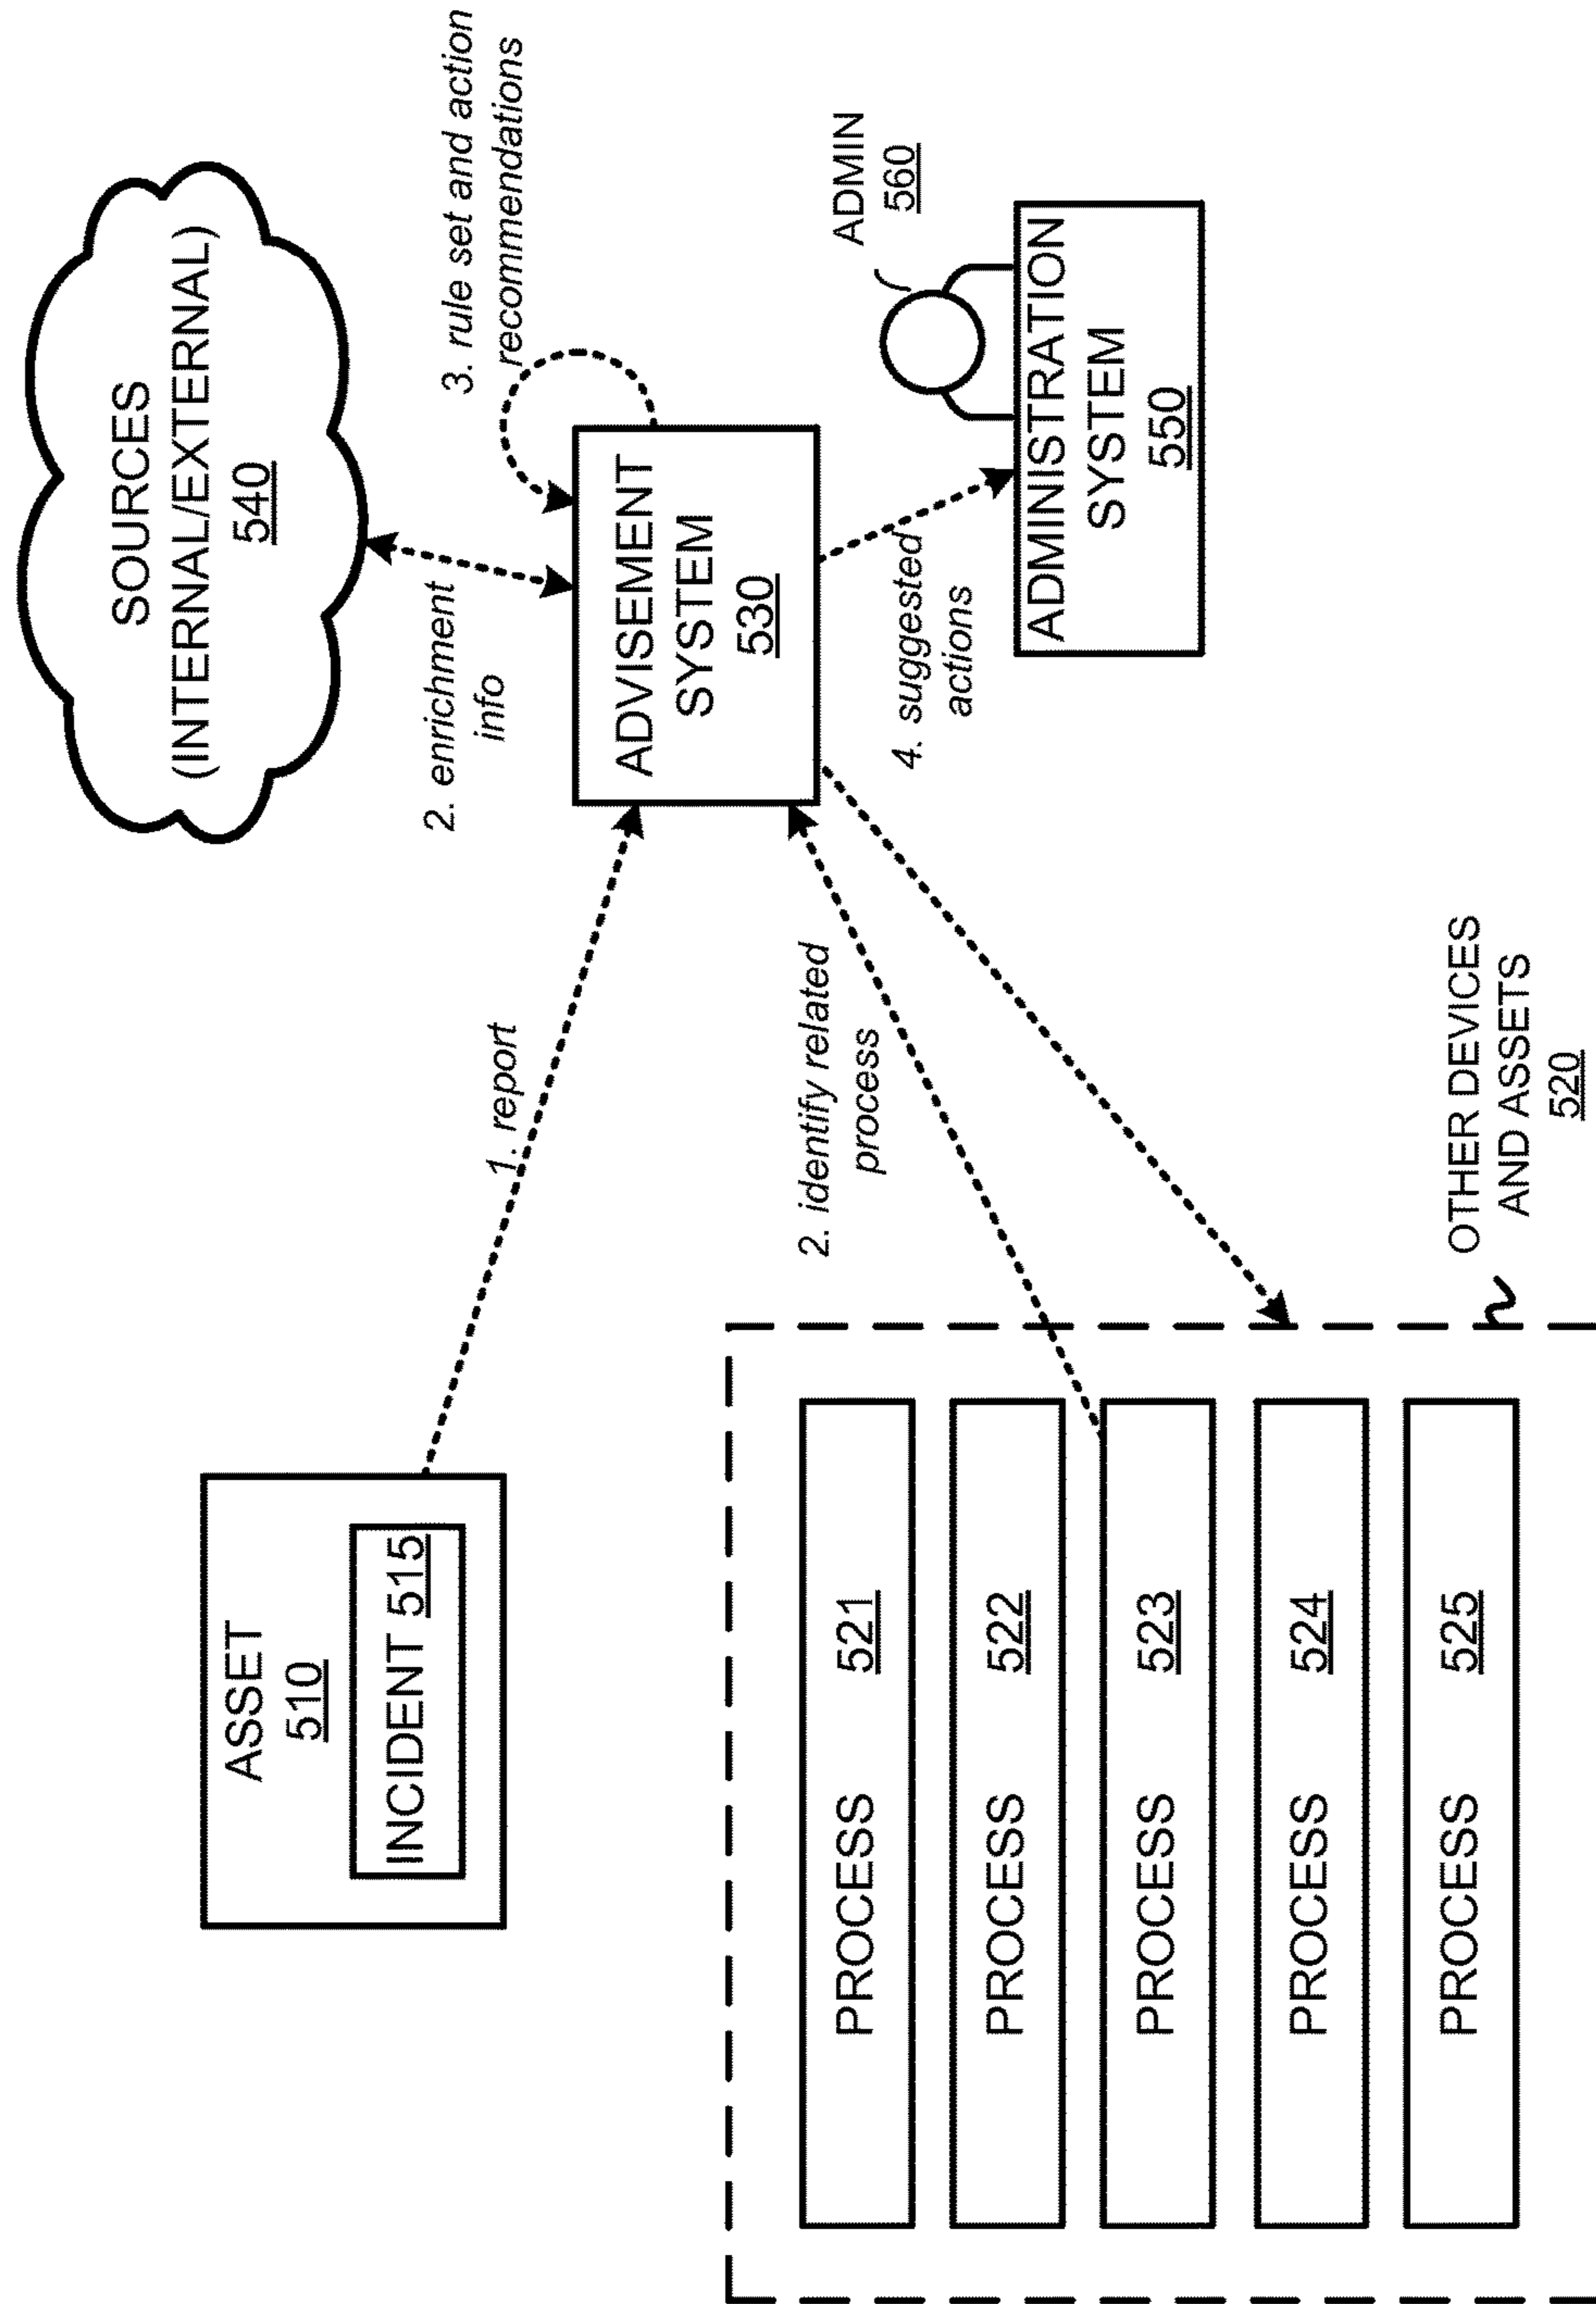 ASSET
510
INCIDENT 515
1. report
SOURCES
(INTERNAL/EXTERNAL)
540
2. enrichment
info
3. rule set and action
recommendations
ADVISEMENT
SYSTEM
530
2. identify related
process
4. suggested
actions
ADMIN
560
ADMINISTRATION
SYSTEM
550
PROCESS 521
PROCESS 522
PROCESS 523
PROCESS 524
PROCESS 525
OTHER DEVICES
AND ASSETS
520